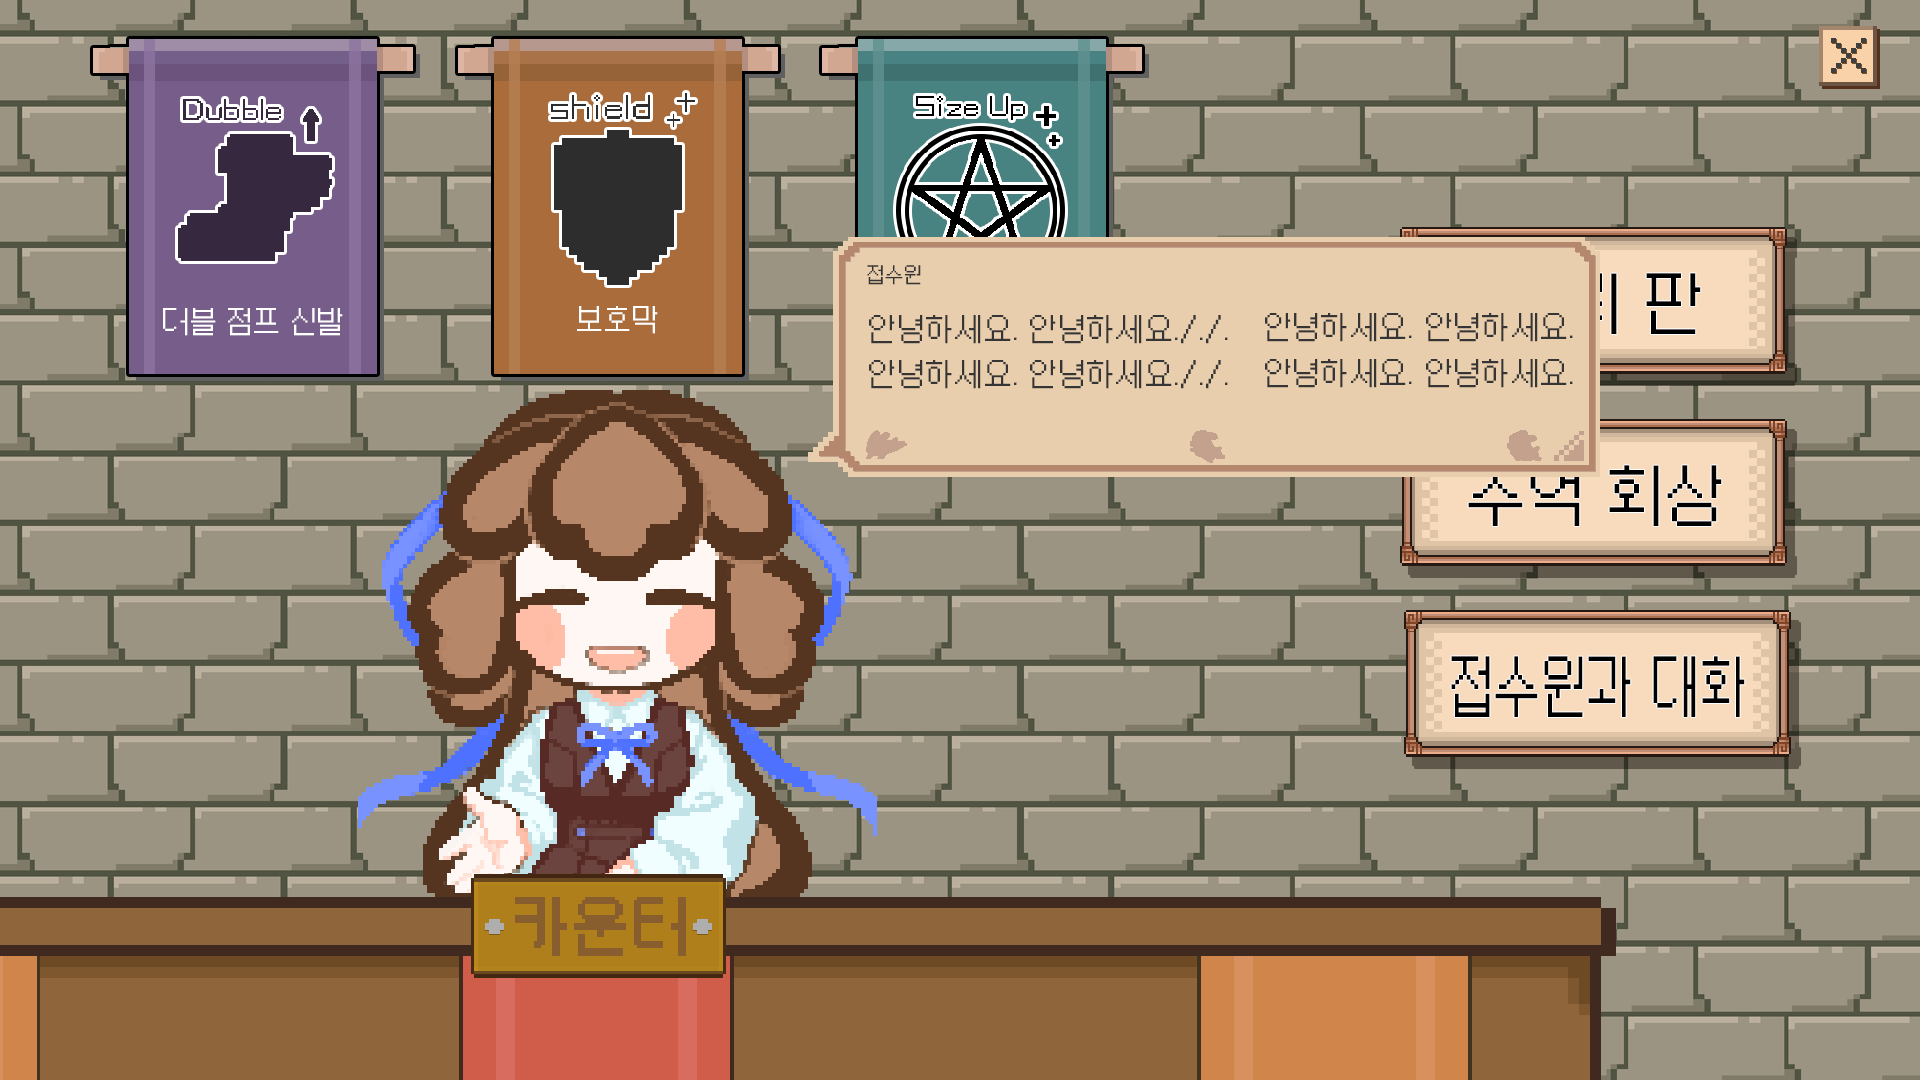 Dubble
더블 점프 신발
shield
보호막
Size Up
접수원
안녕하세요. 안녕하세요././. 안녕하세요. 안녕하세요.
안녕하세요. 안녕하세요././. 안녕하세요. 안녕하세요.
판
회상
접수원과 대화
카운터